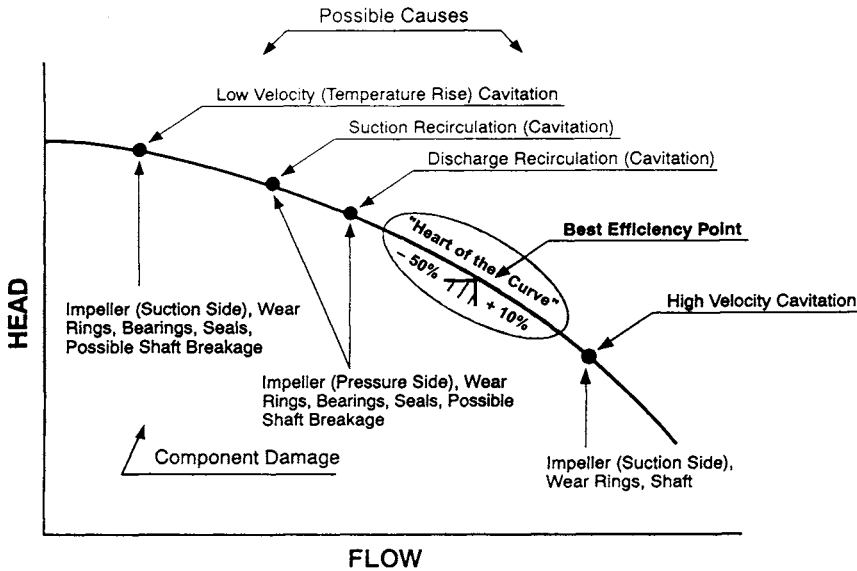 Possible Causes
Low Velocity (Temperature Rise) Cavitation
Suction Recirculation (Cavitation)
Discharge Recirculation (Cavitation)
"Heart of the Curve"
Best Efficiency Point
- 50%
+ 10%
High Velocity Cavitation
HEAD
Impeller (Suction Side), Wear
Rings, Bearings, Seals,
Possible Shaft Breakage
Impeller (Pressure Side), Wear
Rings, Bearings, Seals, Possible
Shaft Breakage
Component Damage
Impeller (Suction Side),
Wear Rings, Shaft
FLOW